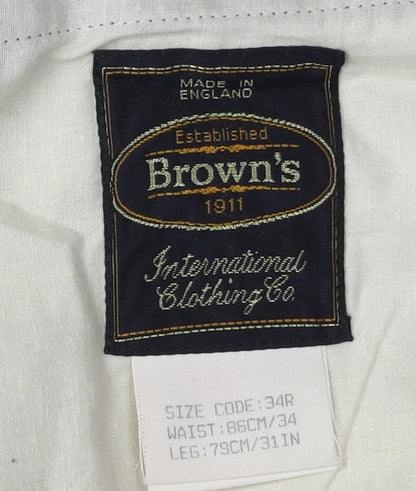 MADE IN
ENGLAND
Established
Brown's
1911
International
Clothing Co.
SIZE CODE:34R
WAIST:86CM/34
LEG:79CM/31IN